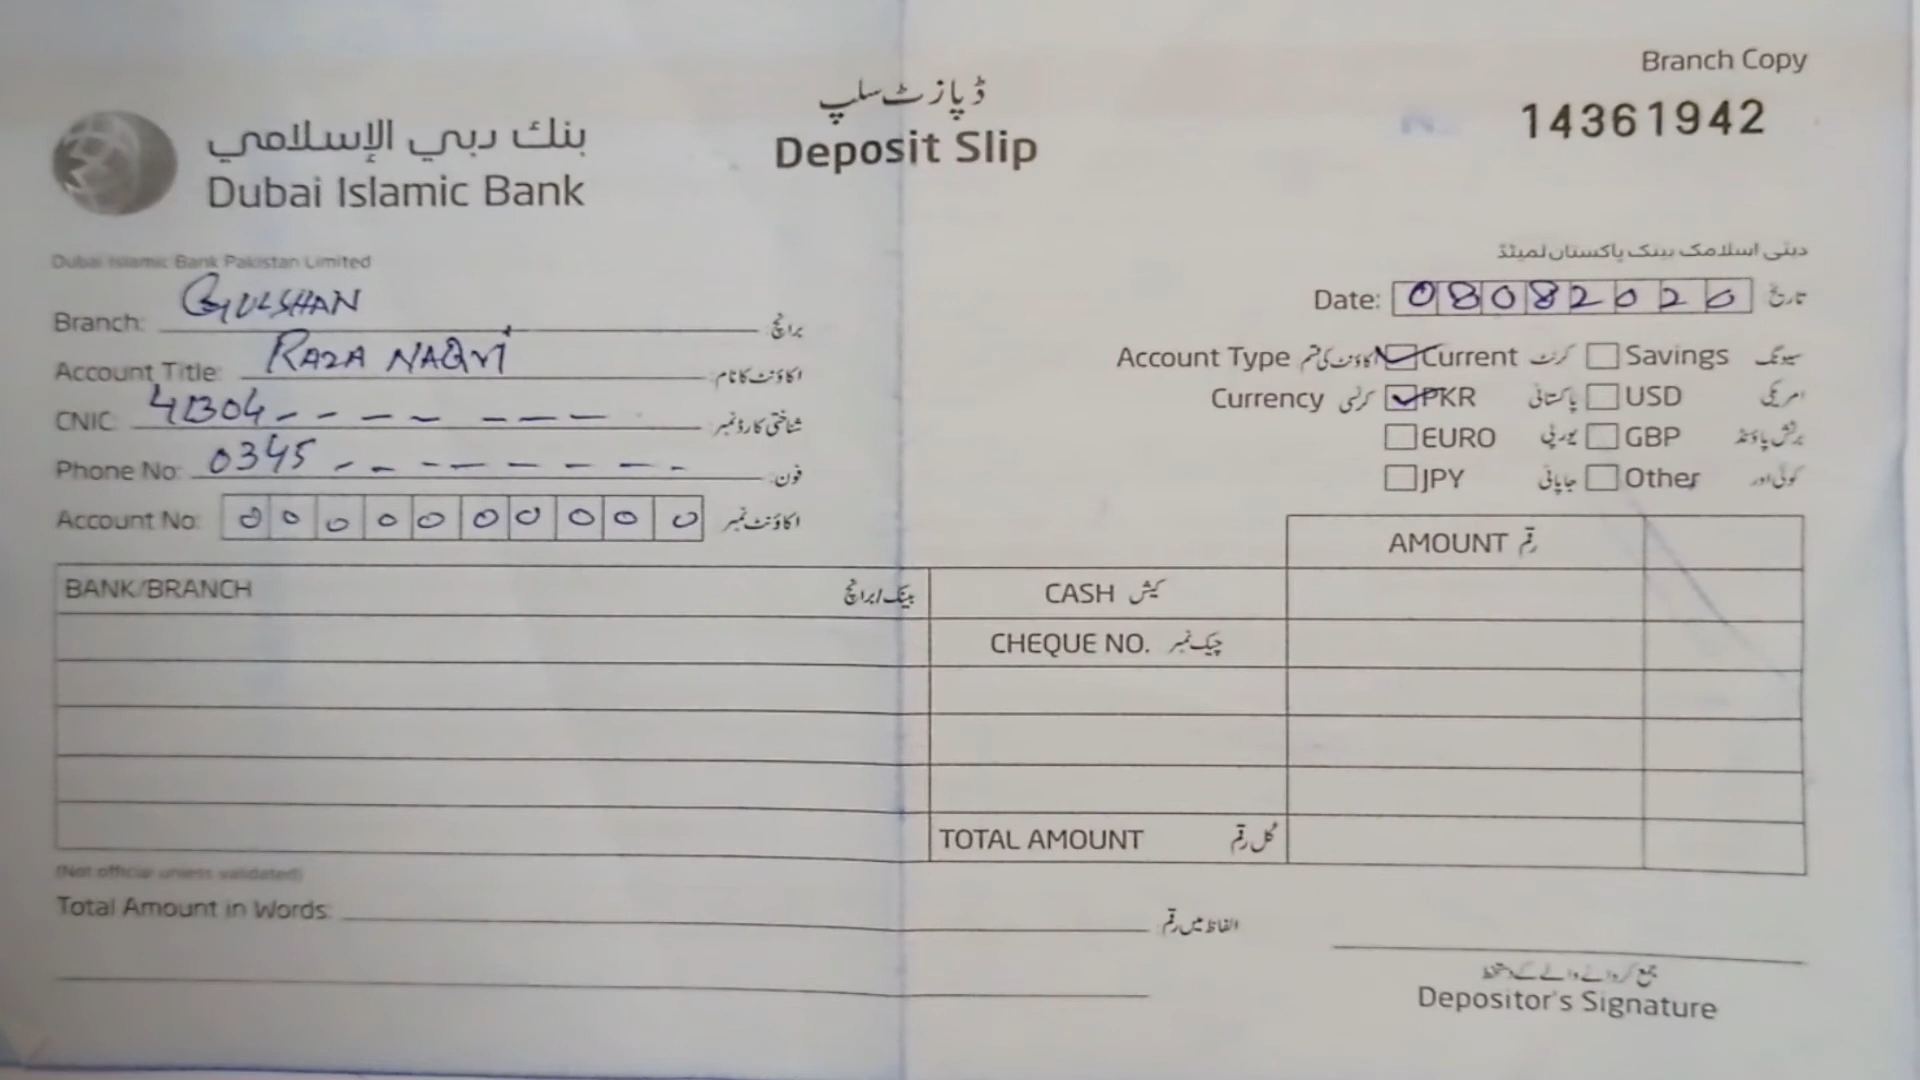 Branch Copy
ڈپازٹ سلپ
14361942
بنك دبي الإسلامي
Deposit Slip
Dubai Islamic Bank
Dubai Islamic Bank Pakistan Limited
دبئی اسلامک بینک پاکستان لمیٹڈ
Branch: GULSHAN برانچ
Date: 08082020 تاریخ
Account Title: RAZA NAQVI اکاؤنٹ کا نام
Account Type اکاؤنٹ کی قسم Current کرنٹ Savings سیونگ
CNIC: 41304- - - - - - - شناختی کارڈ نمبر
Currency کرنسی PKR پاکستانی USD امریکی
EURO یورپی GBP برٹش پاؤنڈ
Phone No: 0345 - - - - - - - - فون:
JPY جاپانی Other کوئی اور
Account No: 0000000000 اکاؤنٹ نمبر
AMOUNT رقم
BANK/BRANCH بینک/برانچ
CASH کیش
CHEQUE NO. چیک نمبر
TOTAL AMOUNT کُل رقم
(Not official unless validated)
Total Amount in Words: الفاظ میں رقم
جمع کروانے والے کے دستخط
Depositor's Signature